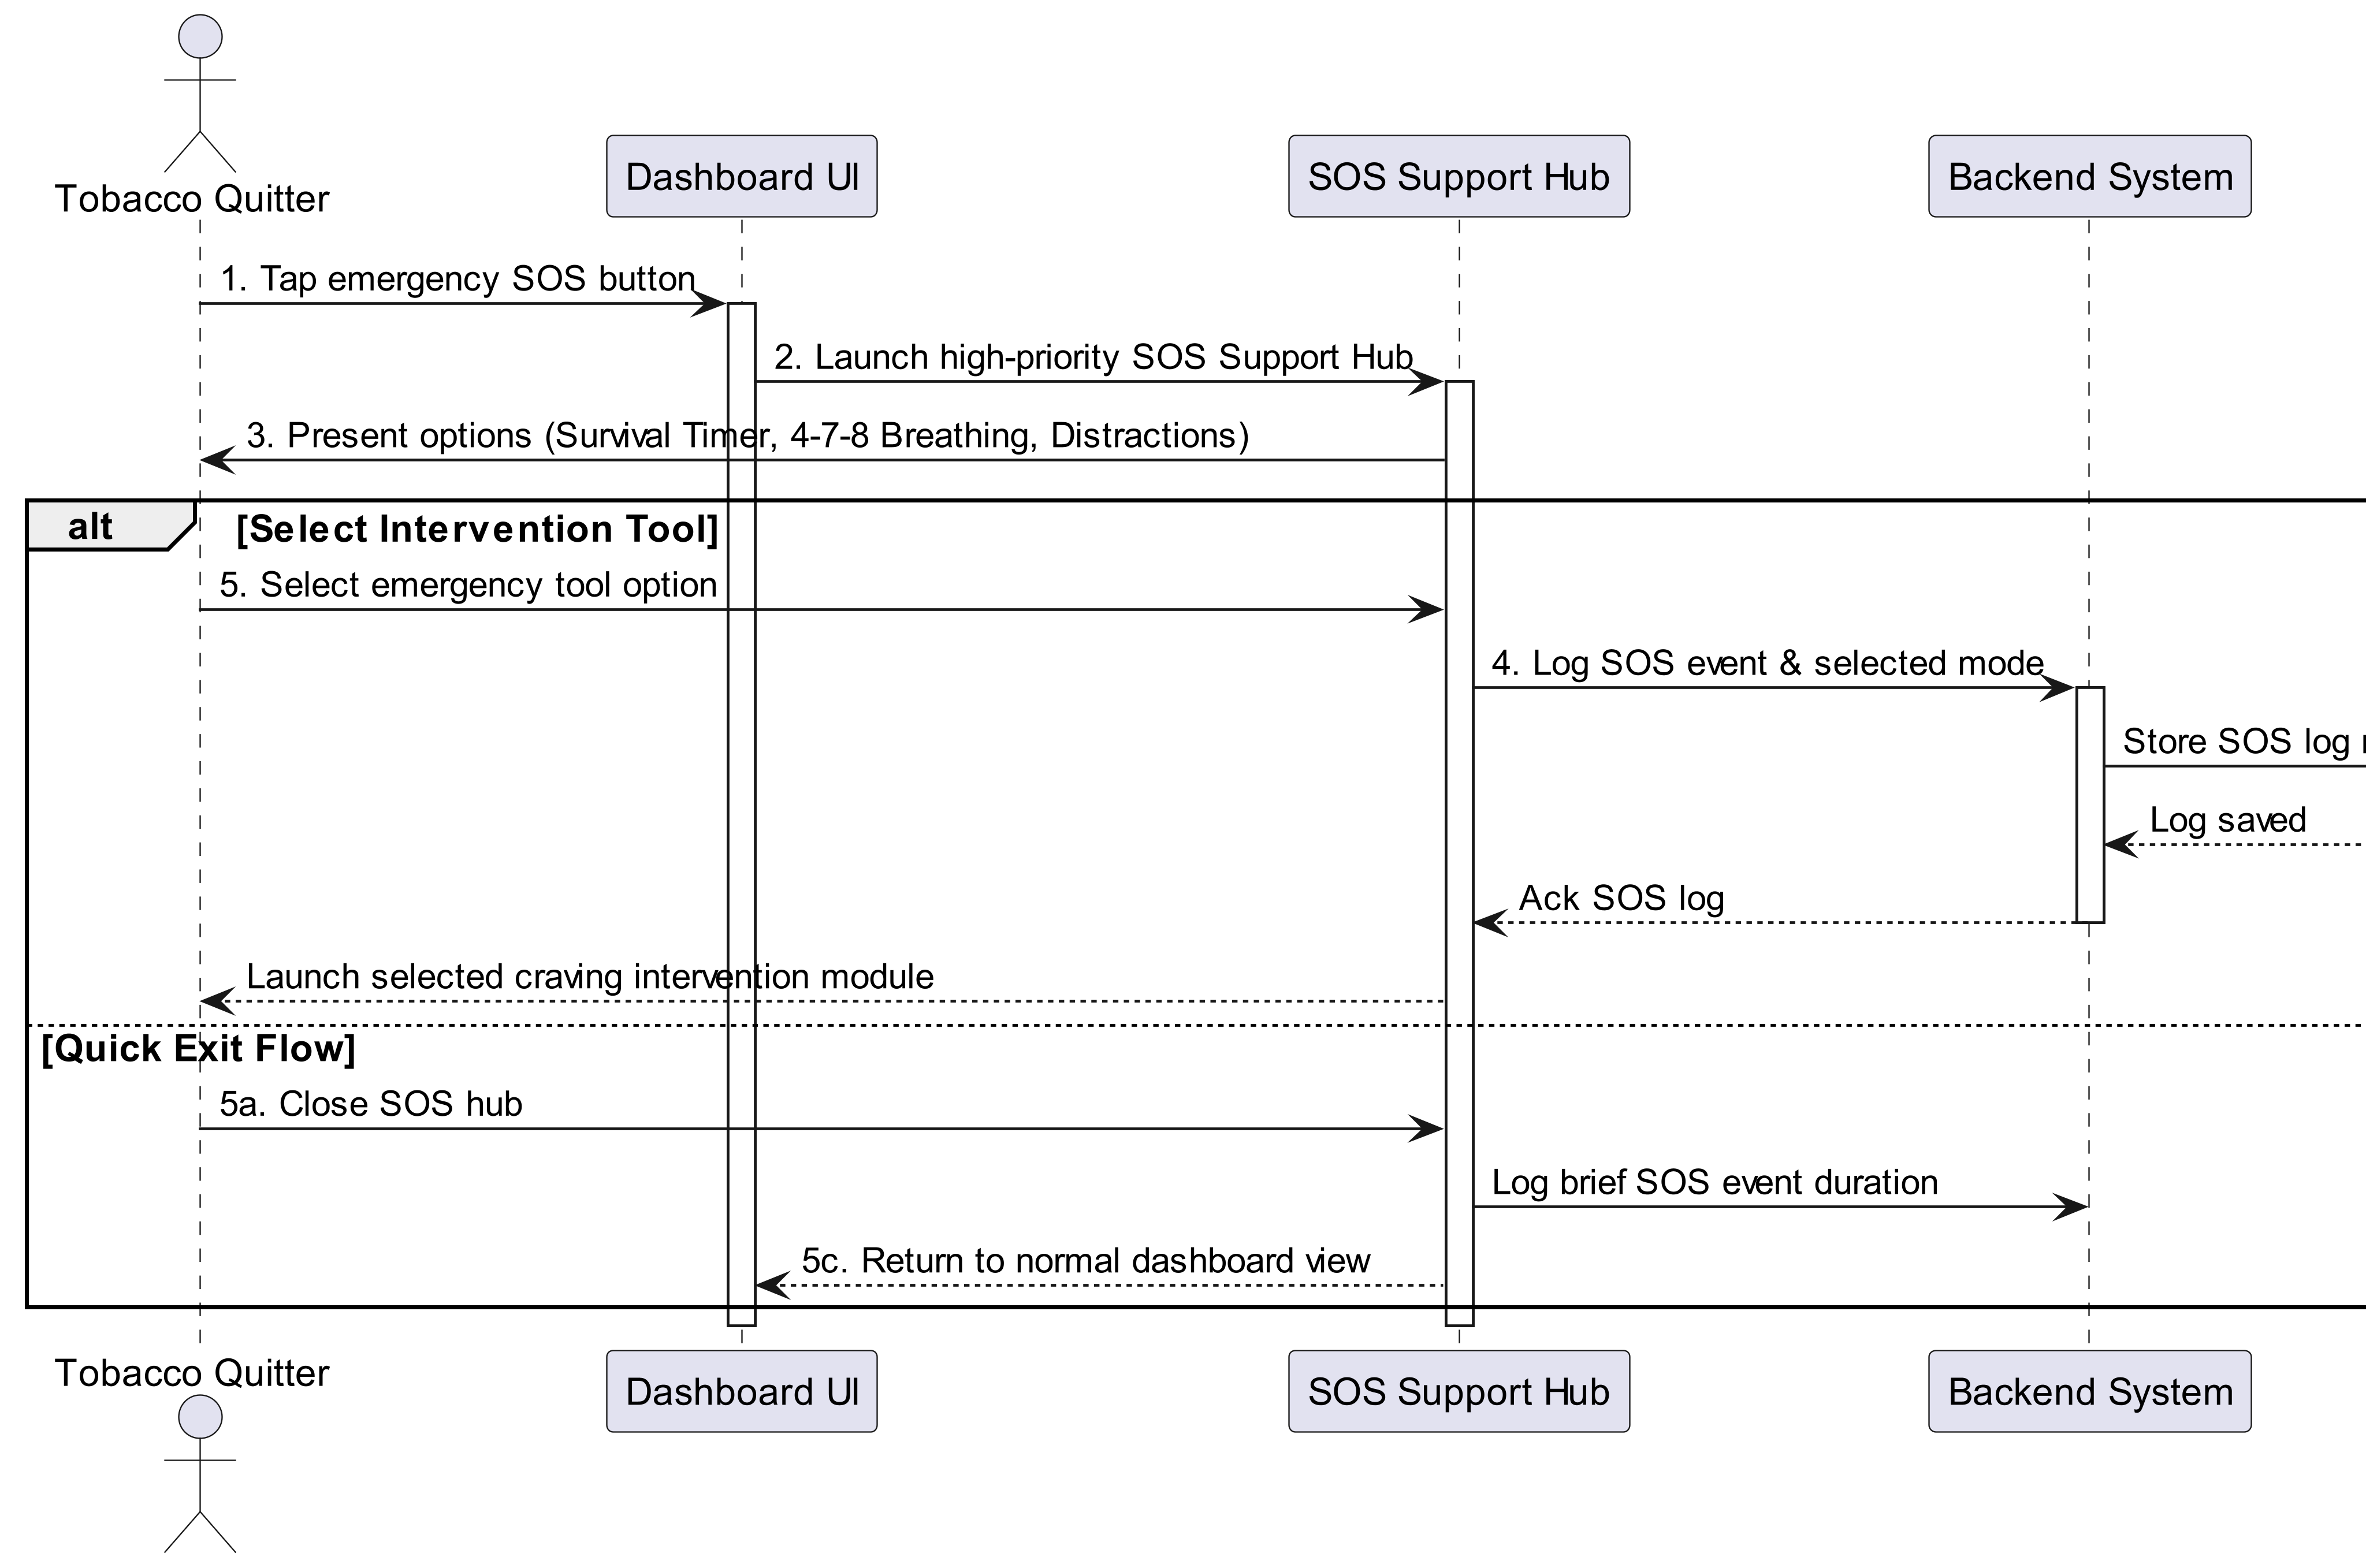 Tobacco Quitter
Dashboard UI
SOS Support Hub
Backend System
1. Tap emergency SOS button
2. Launch high-priority SOS Support Hub
3. Present options (Survival Timer, 4-7-8 Breathing, Distractions)
alt
[Select Intervention Tool]
5. Select emergency tool option
4. Log SOS event & selected mode
Store SOS log
Log saved
Ack SOS log
Launch selected craving intervention module
[Quick Exit Flow]
5a. Close SOS hub
Log brief SOS event duration
5c. Return to normal dashboard view
Tobacco Quitter
Dashboard UI
SOS Support Hub
Backend System